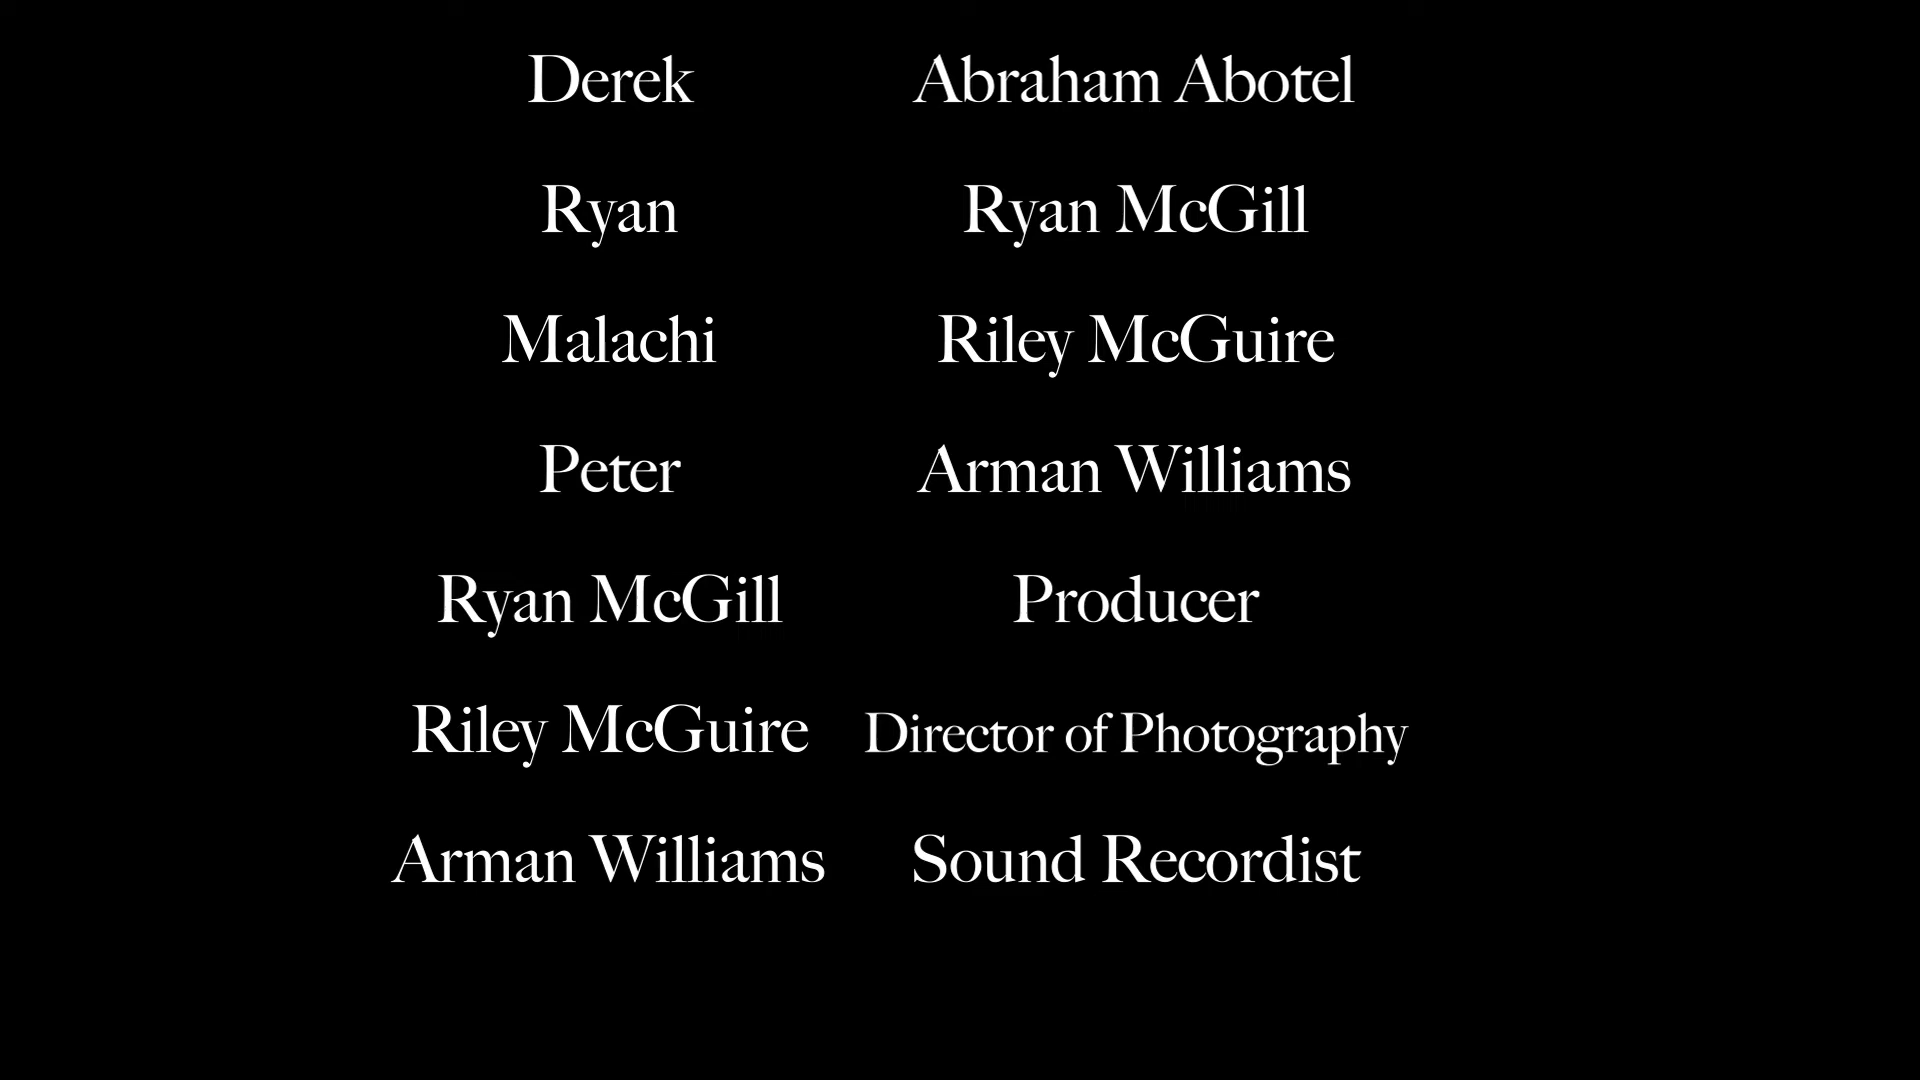 Derek Abraham Abotel
Ryan Ryan McGill
Malachi Riley McGuire
Peter Arman Williams
Ryan McGill Producer
Riley McGuire Director of Photography
Arman Williams Sound Recordist